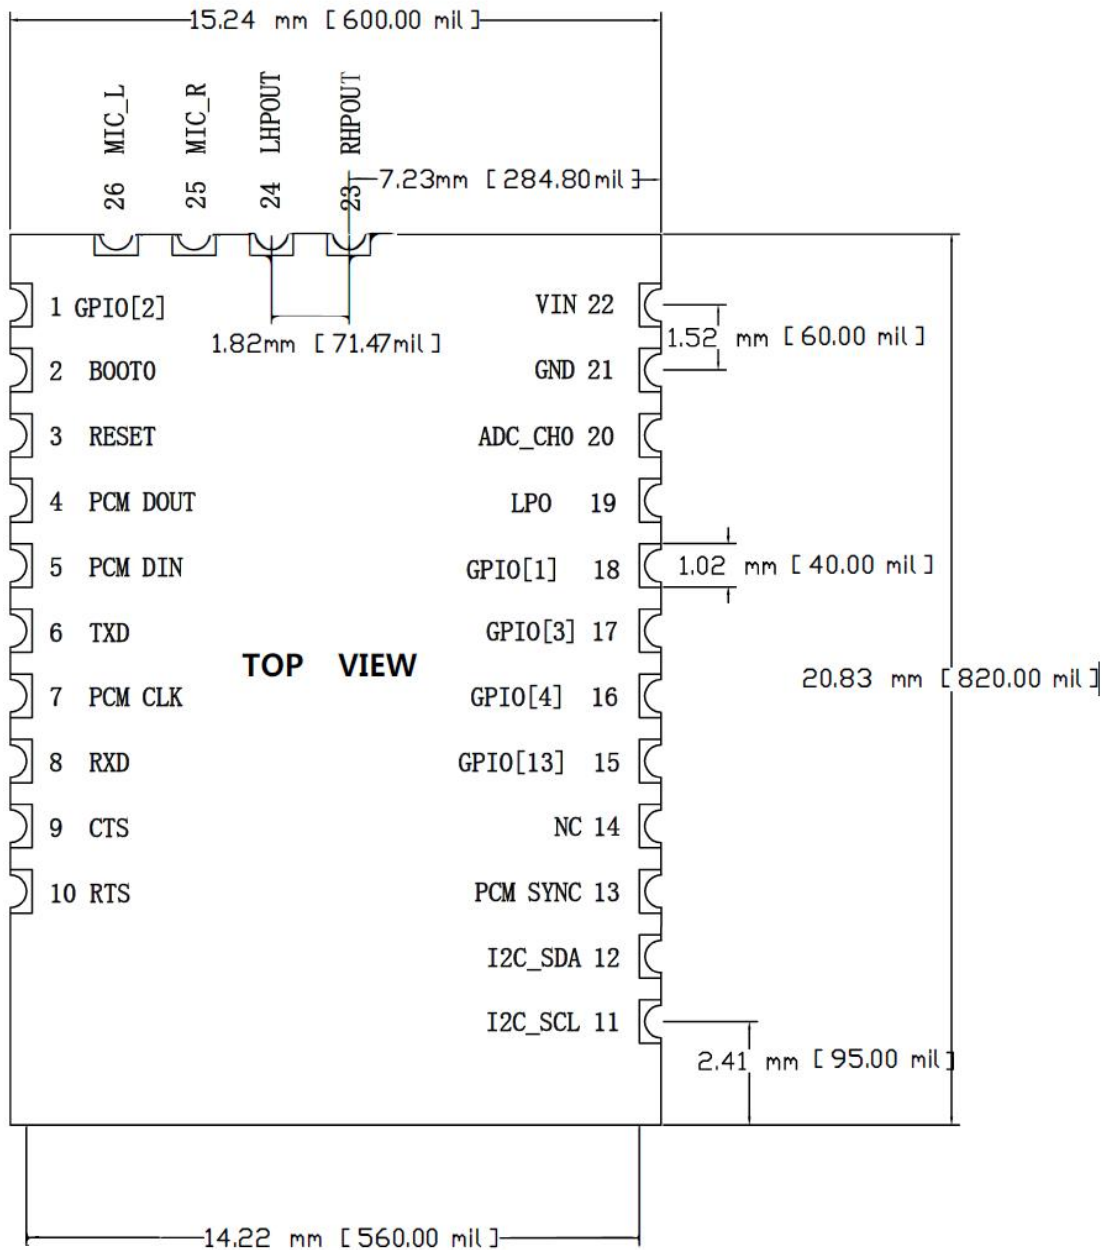 15.24 mm [600.00 mil]
26 MIC_L
25 MIC_R
24 LHPOUT
23 RHPOUT
7.23mm [284.80mil]
1 GPIO[2]
VIN 22
1.82mm [71.47mil]
1.52 mm [60.00 mil]
2 BOOT0
GND 21
3 RESET
ADC_CH0 20
4 PCM DOUT
LPO 19
5 PCM DIN
GPIO[1] 18
1.02 mm [40.00 mil]
6 TXD
GPIO[3] 17
TOP VIEW
20.83 mm [820.00 mil]
7 PCM CLK
GPIO[4] 16
8 RXD
GPIO[13] 15
9 CTS
NC 14
10 RTS
PCM SYNC 13
I2C_SDA 12
I2C_SCL 11
2.41 mm [95.00 mil]
14.22 mm [560.00 mil]